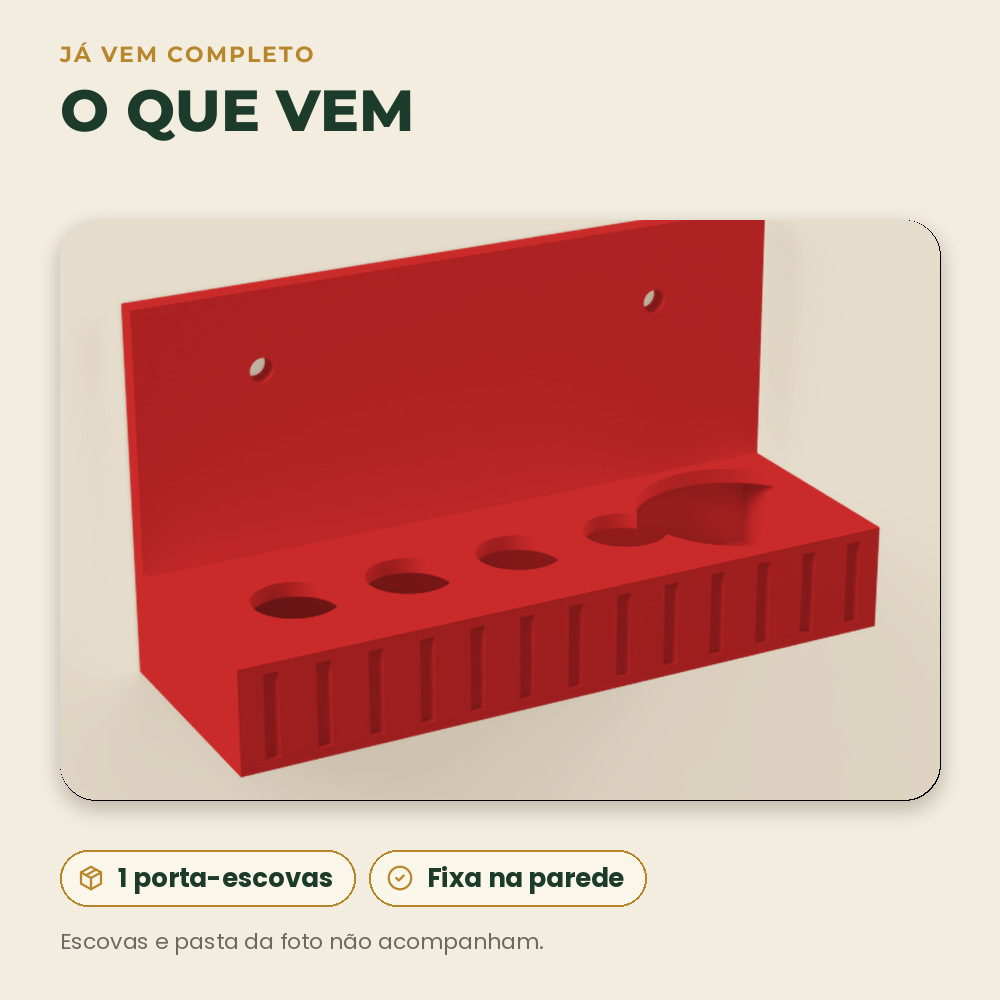 JÁ VEM COMPLETO
O QUE VEM
1 porta-escovas
Fixa na parede
Escovas e pasta da foto não acompanham.